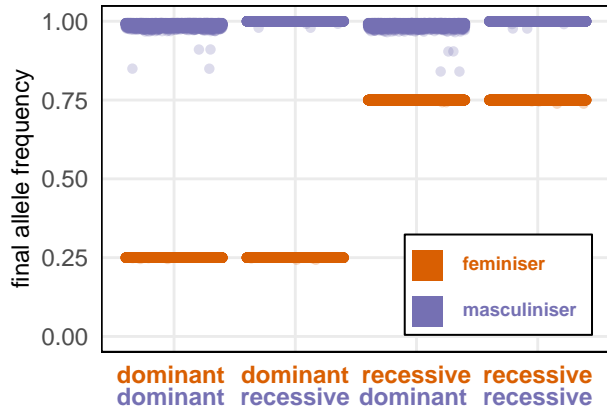 final allele frequency
1.00
0.75
0.50
0.25
0.00
feminiser
masculiniser
dominant dominant recessive recessive
dominant recessive dominant recessive